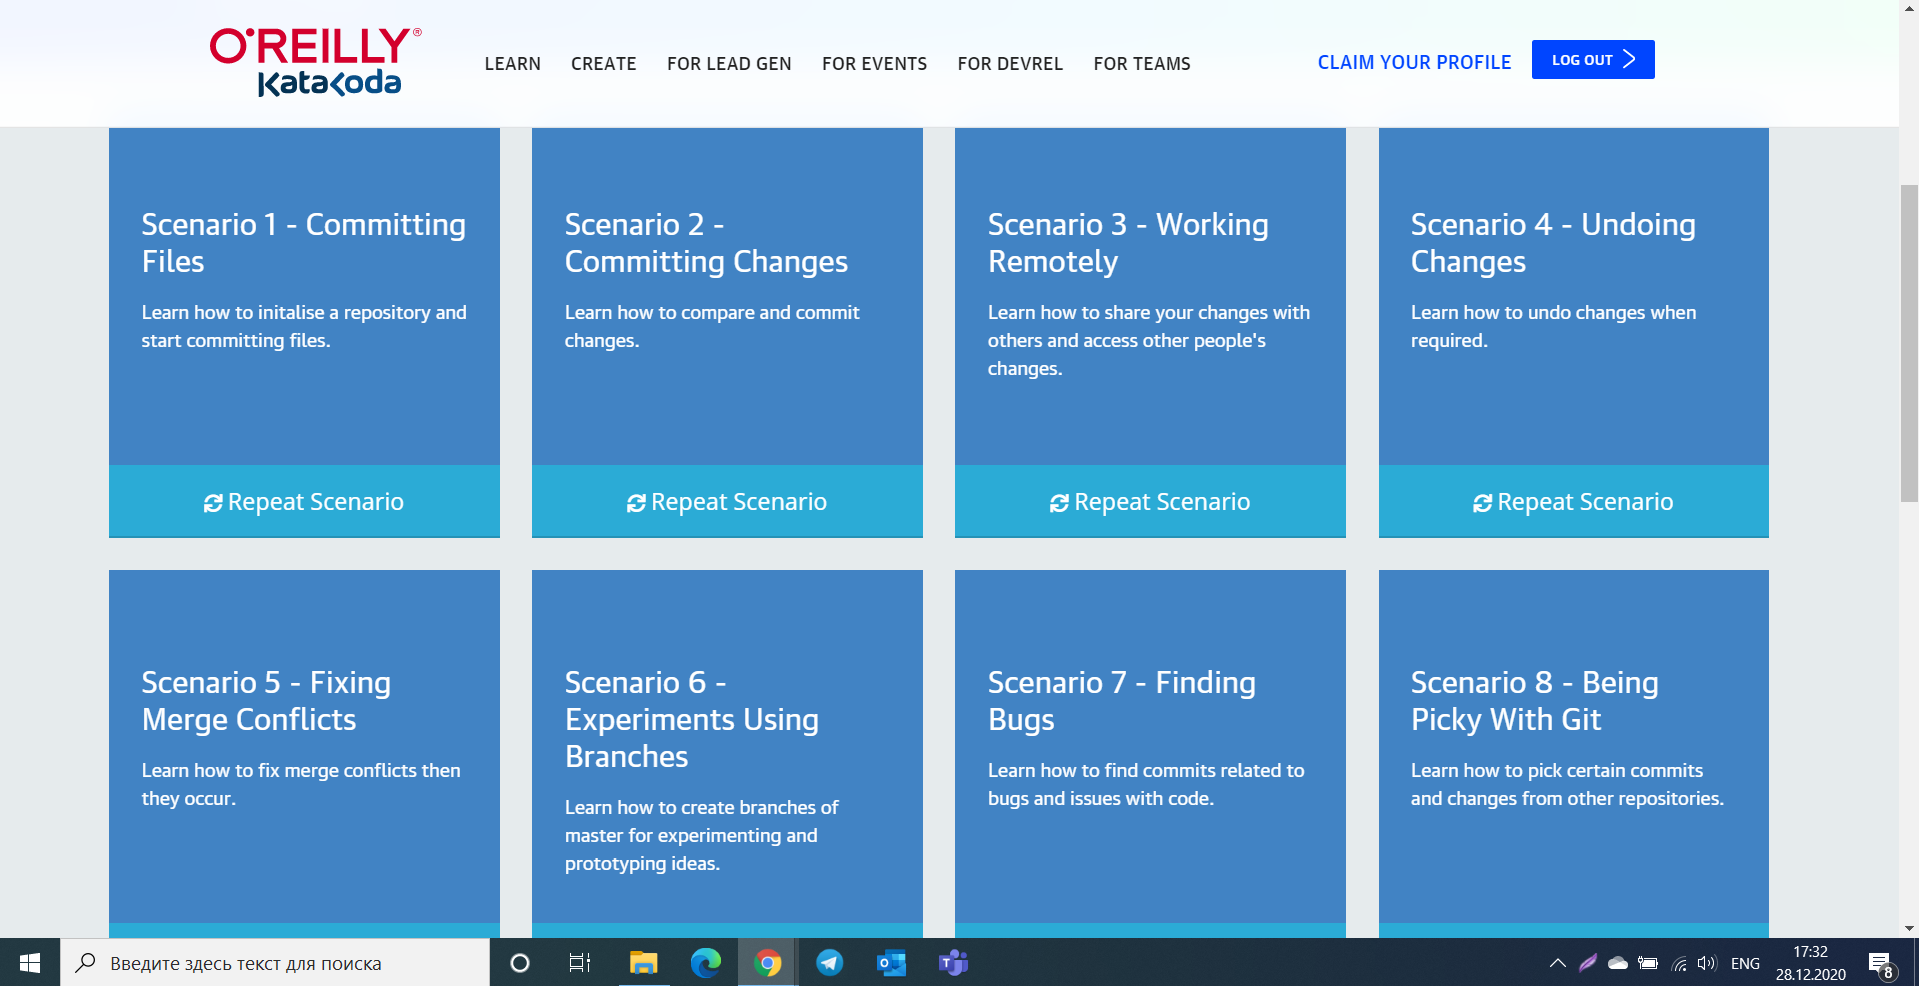 O'REILLY®
Katakoda
LEARN CREATE FOR LEAD GEN FOR EVENTS FOR DEVREL FOR TEAMS
CLAIM YOUR PROFILE LOG OUT
Scenario 1 - Committing
Files
Learn how to initalise a repository and
start committing files.
Repeat Scenario
Scenario 2 -
Committing Changes
Learn how to compare and commit
changes.
Repeat Scenario
Scenario 3 - Working
Remotely
Learn how to share your changes with
others and access other people's
changes.
Repeat Scenario
Scenario 4 - Undoing
Changes
Learn how to undo changes when
required.
Repeat Scenario
Scenario 5 - Fixing
Merge Conflicts
Learn how to fix merge conflicts then
they occur.
Scenario 6 -
Experiments Using
Branches
Learn how to create branches of
master for experimenting and
prototyping ideas.
Scenario 7 - Finding
Bugs
Learn how to find commits related to
bugs and issues with code.
Scenario 8 - Being
Picky With Git
Learn how to pick certain commits
and changes from other repositories.
Введите здесь текст для поиска
ENG
17:32
28.12.2020
8